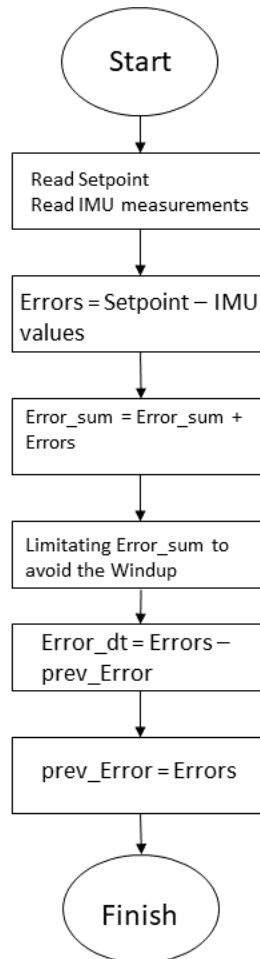 Start
Read Setpoint
Read IMU measurements
Errors = Setpoint – IMU
values
Error_sum = Error_sum +
Errors
Limitating Error_sum to
avoid the Windup
Error_dt = Errors –
prev_Error
prev_Error = Errors
Finish